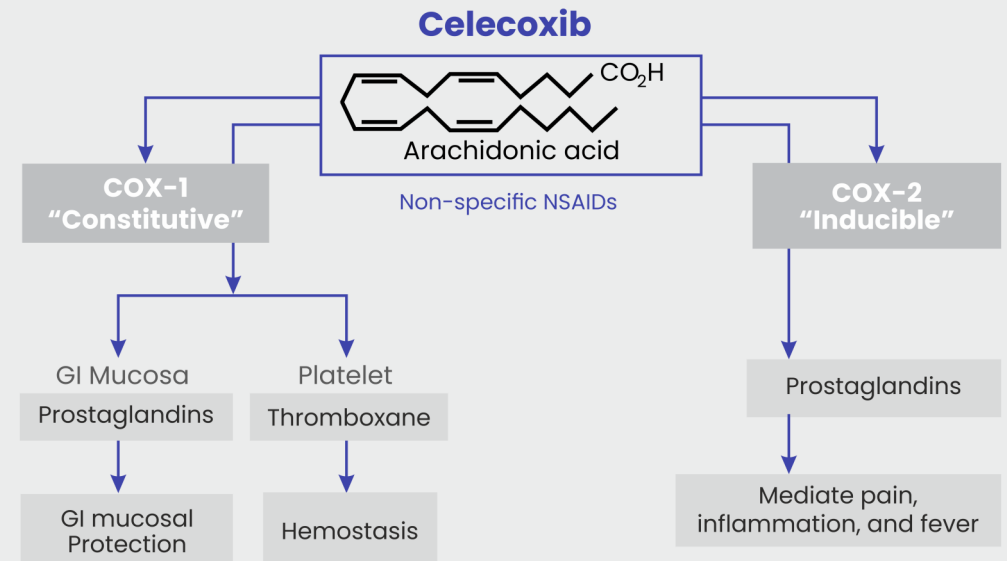 Celecoxib
CO₂H
Arachidonic acid
Non-specific NSAIDs
COX-1
“Constitutive”
COX-2
“Inducible”
GI Mucosa
Prostaglandins
GI mucosal
Protection
Platelet
Thromboxane
Hemostasis
Prostaglandins
Mediate pain,
inflammation, and fever